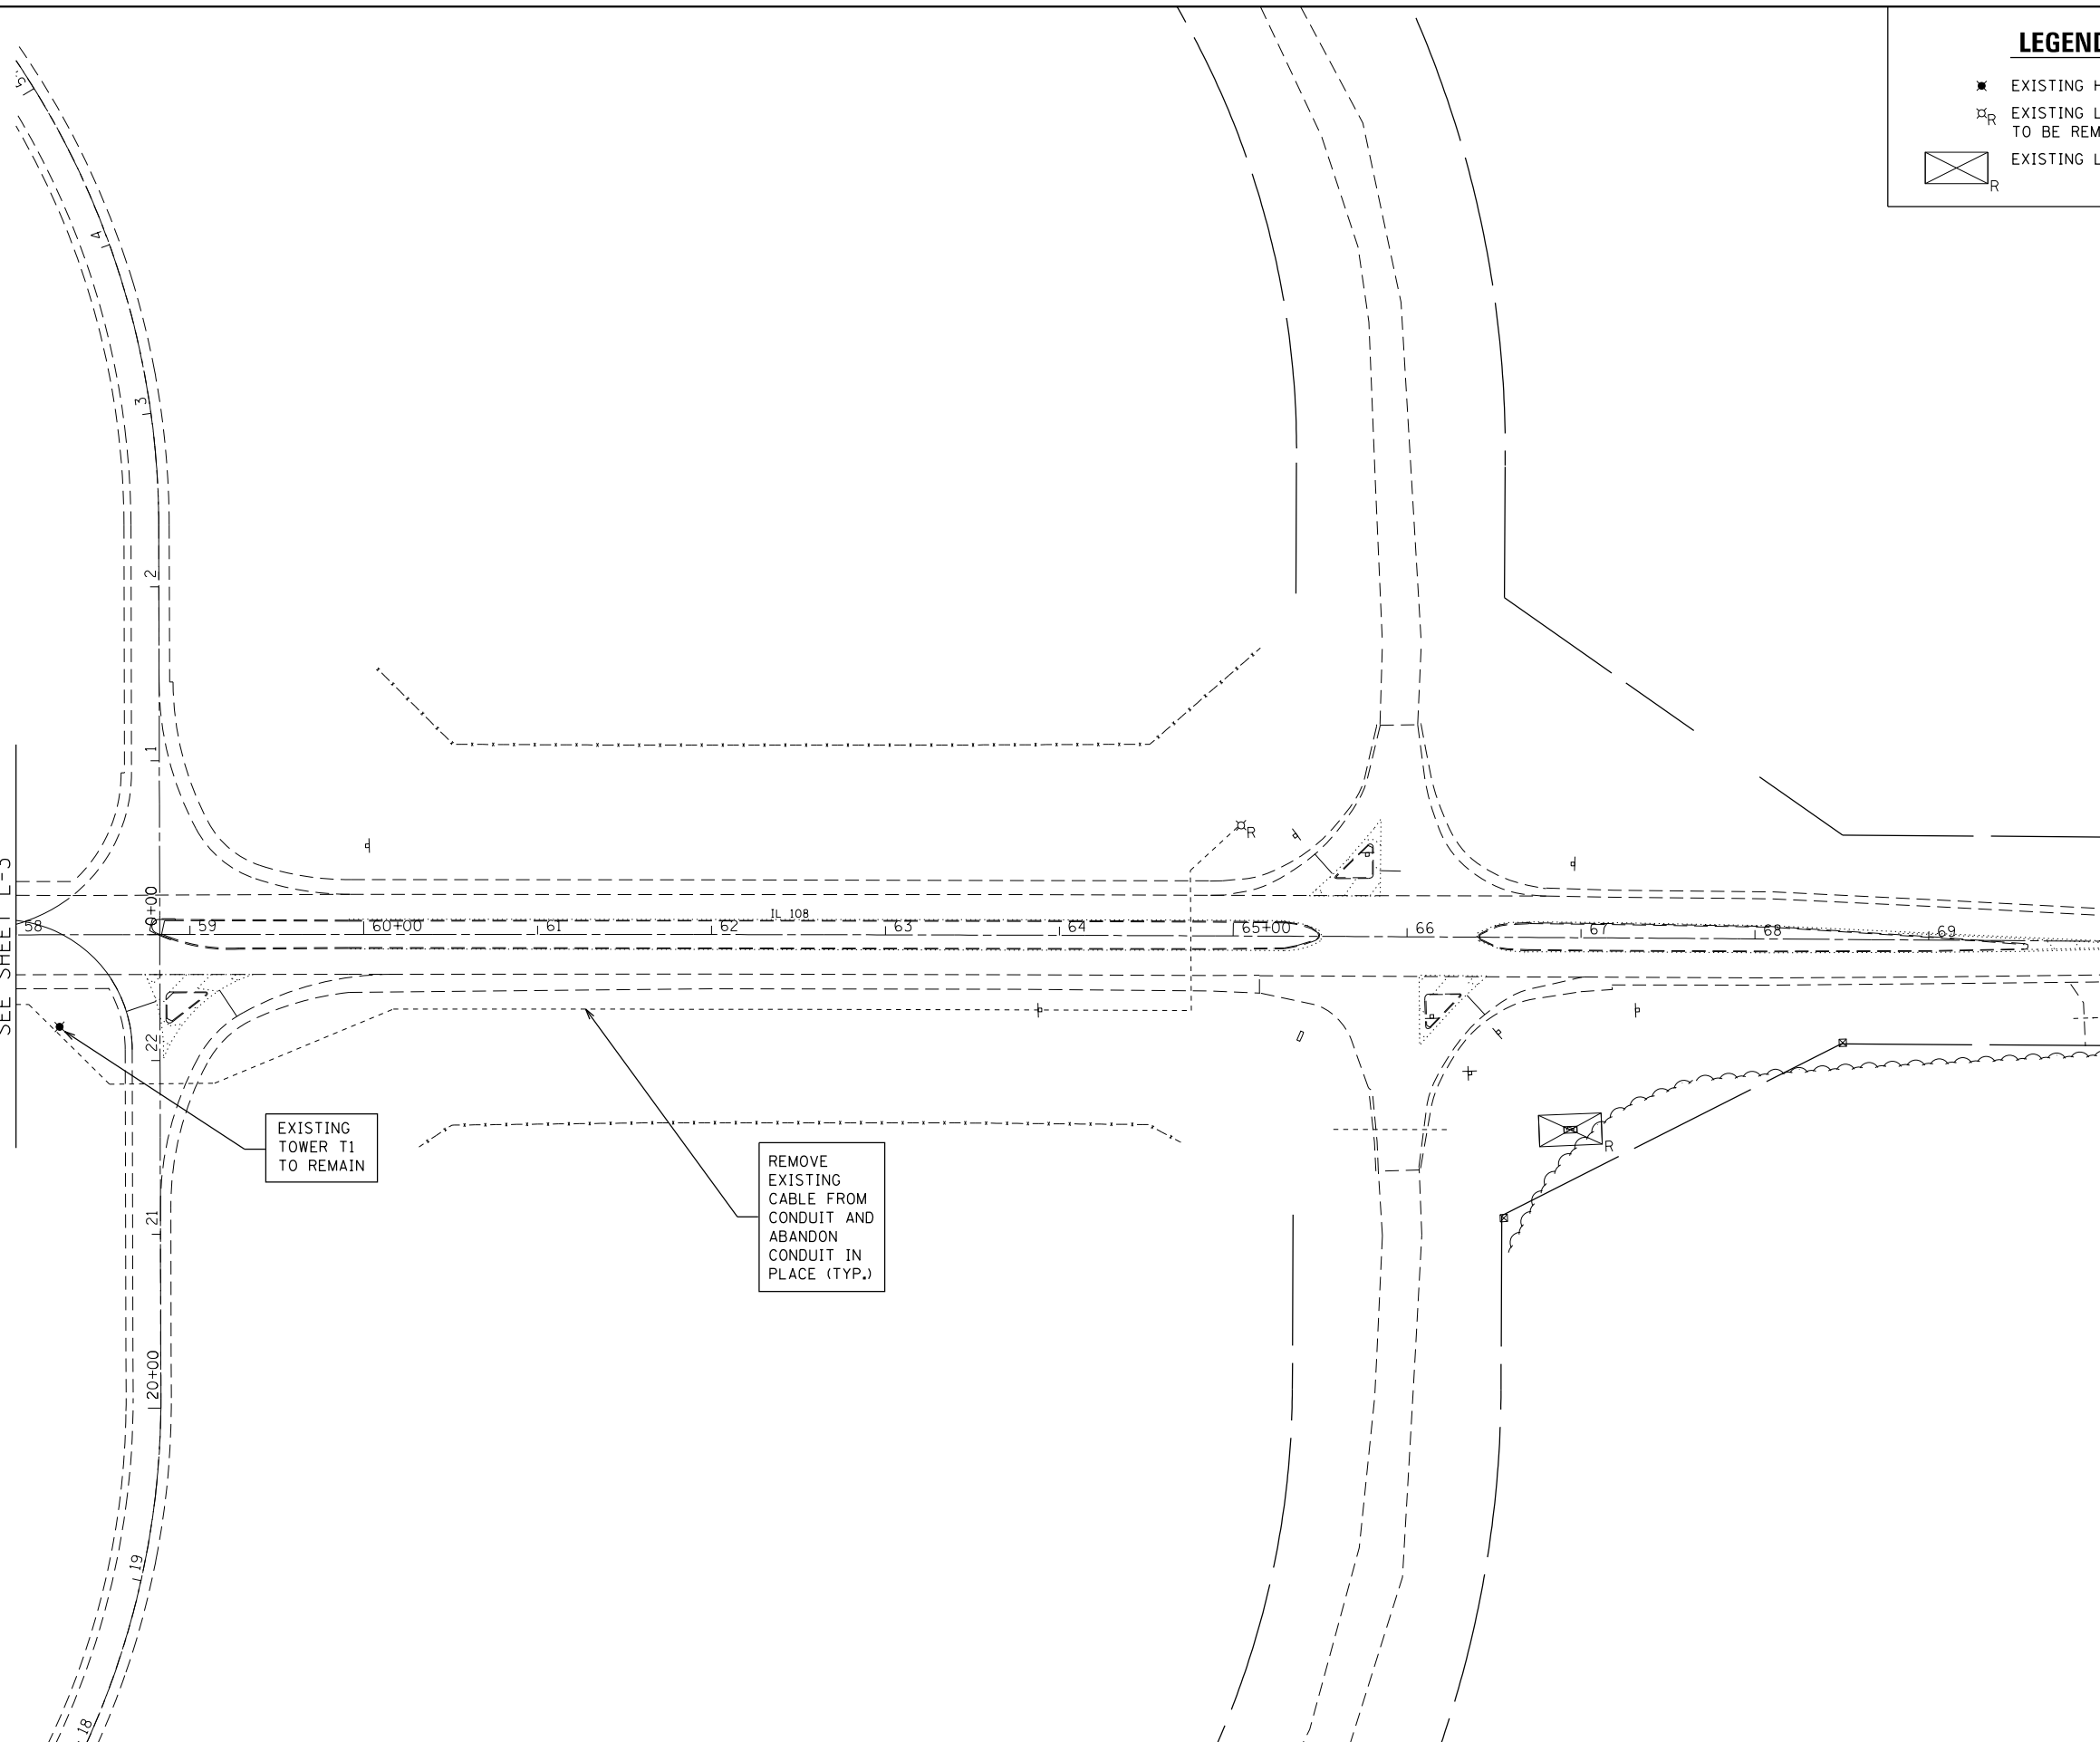 LEGEND
EXISTING H
R EXISTING L
TO BE REM
EXISTING L
R
5
4
3
2
1
0+00
R
IL 108
58
59
60+00
61
62
63
64
65+00
66
67
68
69
SEE SHEET L-
22
EXISTING
TOWER T1
TO REMAIN
REMOVE
EXISTING
CABLE FROM
CONDUIT AND
ABANDON
CONDUIT IN
PLACE (TYP.)
R
21
20+00
19
18